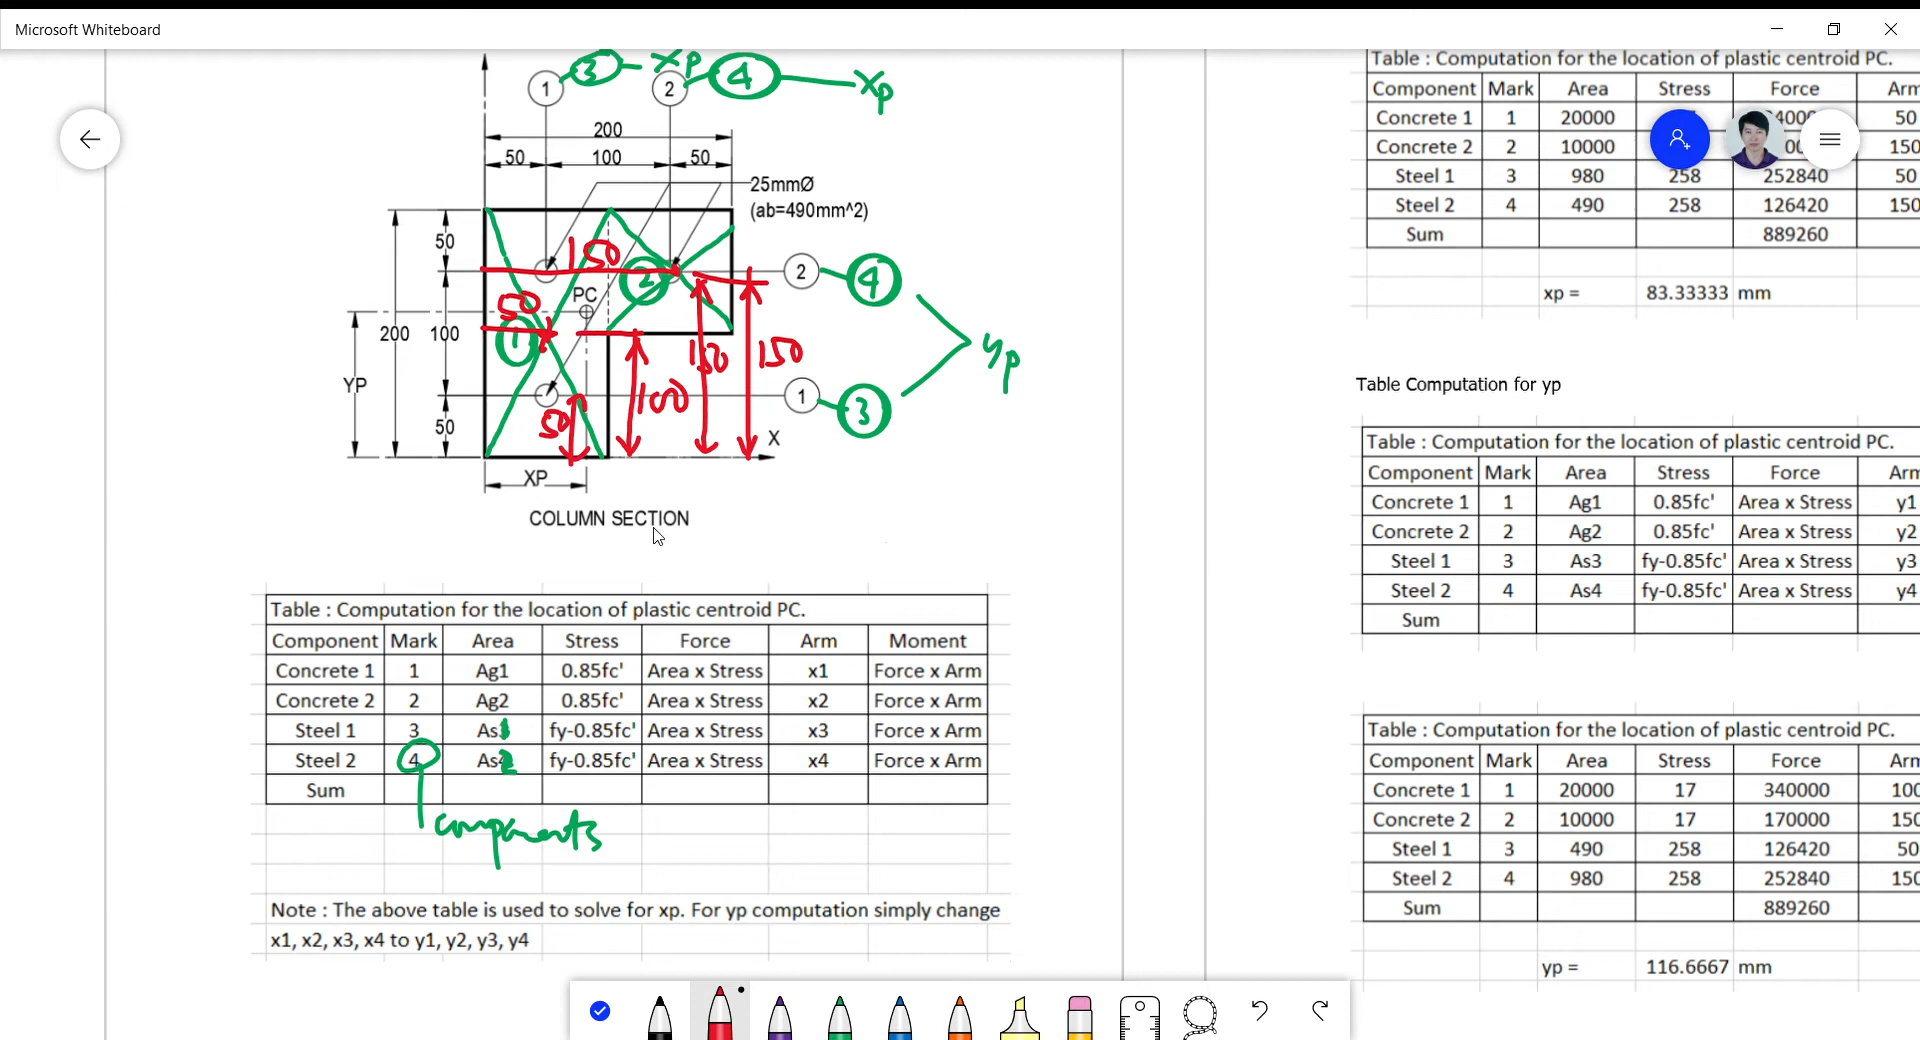 Microsoft Whiteboard
1 3 xp 2 4 xp
200
50 100 50
25mmØ
(ab=490mm^2)
50
150
2 4
50
2
PC
200 100
1
150 150
yp
YP
100
1 3
50
50
X
XP
COLUMN SECTION
Table : Computation for the location of plastic centroid PC.
Component Mark Area Stress Force Arm Moment
Concrete 1 1 Ag1 0.85fc' Area x Stress x1 Force x Arm
Concrete 2 2 Ag2 0.85fc' Area x Stress x2 Force x Arm
Steel 1 3 As1 fy-0.85fc' Area x Stress x3 Force x Arm
Steel 2 4 As2 fy-0.85fc' Area x Stress x4 Force x Arm
Sum
components
Note : The above table is used to solve for xp. For yp computation simply change
x1, x2, x3, x4 to y1, y2, y3, y4
Table : Computation for the location of plastic centroid PC.
Component Mark Area Stress Force Arm
Concrete 1 1 20000 50
Concrete 2 2 10000 150
Steel 1 3 980 258 252840 50
Steel 2 4 490 258 126420 150
Sum 889260
xp = 83.33333 mm
Table Computation for yp
Table : Computation for the location of plastic centroid PC.
Component Mark Area Stress Force Arm
Concrete 1 1 Ag1 0.85fc' Area x Stress y1
Concrete 2 2 Ag2 0.85fc' Area x Stress y2
Steel 1 3 As3 fy-0.85fc' Area x Stress y3
Steel 2 4 As4 fy-0.85fc' Area x Stress y4
Sum
Table : Computation for the location of plastic centroid PC.
Component Mark Area Stress Force Arm
Concrete 1 1 20000 17 340000 100
Concrete 2 2 10000 17 170000 150
Steel 1 3 490 258 126420 50
Steel 2 4 980 258 252840 150
Sum 889260
yp = 116.6667 mm